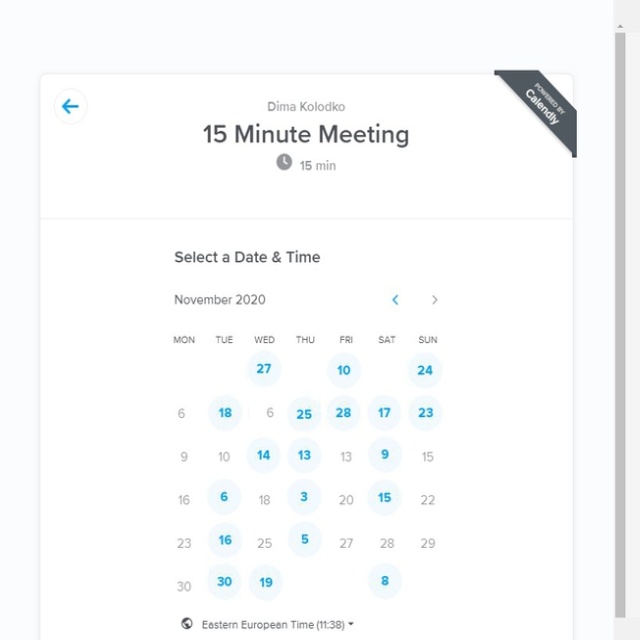 POWERED BY
Calendly
Dima Kolodko
15 Minute Meeting
15 min
Select a Date & Time
November 2020
MON TUE WED THU FRI SAT SUN
27 10 24
6 18 6 25 28 17 23
9 10 14 13 13 9 15
16 6 18 3 20 15 22
23 16 25 5 27 28 29
30 30 19 8
Eastern European Time (11:38)